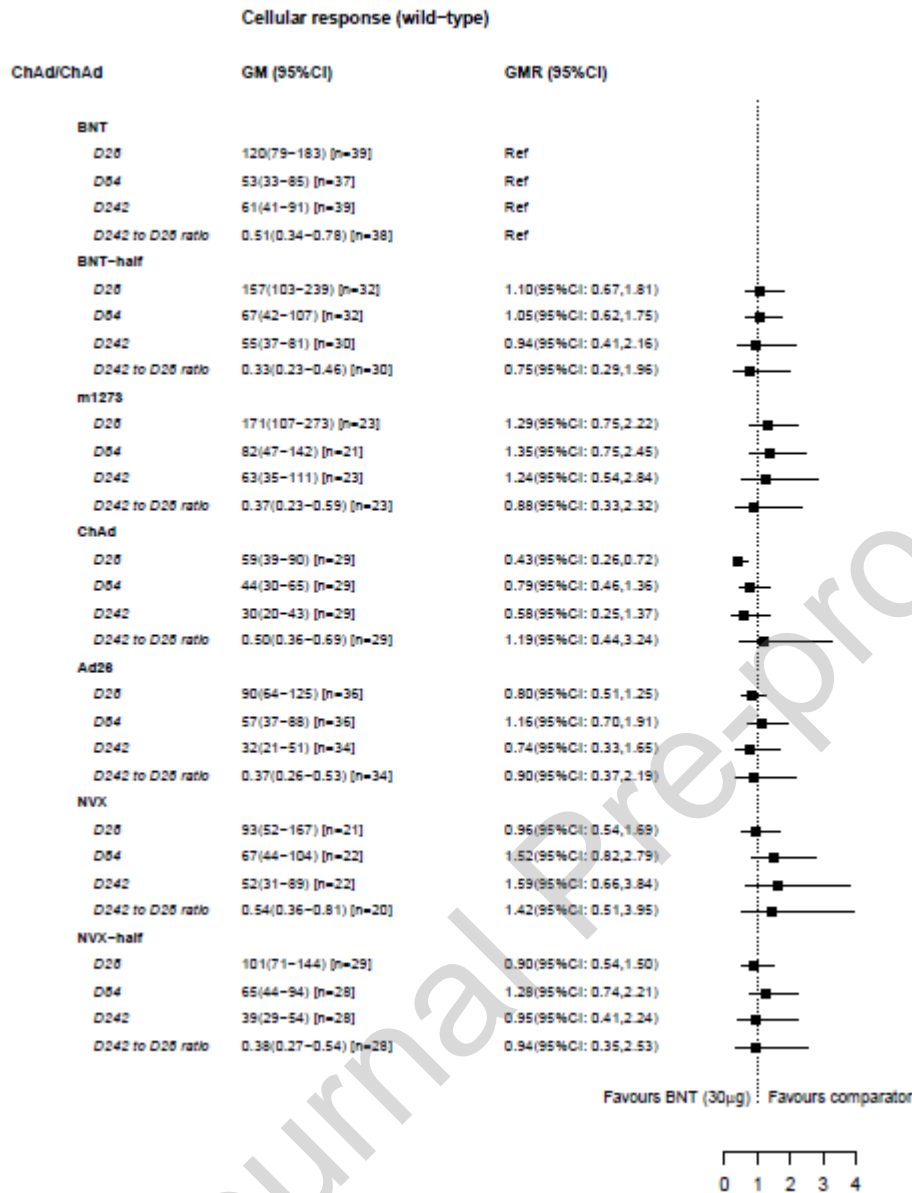 Cellular response (wild-type)
ChAd/ChAd GM (95%CI) GMR (95%CI)
BNT
D28 120(79-183) [n=39] Ref
D84 53(33-85) [n=37] Ref
D242 61(41-91) [n=39] Ref
D242 to D28 ratio 0.51(0.34-0.78) [n=38] Ref
BNT-half
D28 157(103-239) [n=32] 1.10(95%CI: 0.67,1.81)
D84 67(42-107) [n=32] 1.05(95%CI: 0.62,1.75)
D242 55(37-81) [n=30] 0.94(95%CI: 0.41,2.16)
D242 to D28 ratio 0.33(0.23-0.46) [n=30] 0.75(95%CI: 0.29,1.96)
m1273
D28 171(107-273) [n=23] 1.29(95%CI: 0.75,2.22)
D84 82(47-142) [n=21] 1.35(95%CI: 0.75,2.45)
D242 63(35-111) [n=23] 1.24(95%CI: 0.54,2.84)
D242 to D28 ratio 0.37(0.23-0.59) [n=23] 0.88(95%CI: 0.33,2.32)
ChAd
D28 59(39-90) [n=29] 0.43(95%CI: 0.26,0.72)
D84 44(30-65) [n=29] 0.79(95%CI: 0.46,1.36)
D242 30(20-43) [n=29] 0.58(95%CI: 0.25,1.37)
D242 to D28 ratio 0.50(0.36-0.69) [n=29] 1.19(95%CI: 0.44,3.24)
Ad26
D28 90(64-125) [n=36] 0.80(95%CI: 0.51,1.25)
D84 57(37-88) [n=36] 1.16(95%CI: 0.70,1.91)
D242 32(21-51) [n=34] 0.74(95%CI: 0.33,1.65)
D242 to D28 ratio 0.37(0.26-0.53) [n=34] 0.90(95%CI: 0.37,2.19)
NVX
D28 93(52-167) [n=21] 0.96(95%CI: 0.54,1.69)
D84 67(44-104) [n=22] 1.52(95%CI: 0.82,2.79)
D242 52(31-89) [n=22] 1.59(95%CI: 0.66,3.84)
D242 to D28 ratio 0.54(0.36-0.81) [n=20] 1.42(95%CI: 0.51,3.95)
NVX-half
D28 101(71-144) [n=29] 0.90(95%CI: 0.54,1.50)
D84 65(44-94) [n=28] 1.28(95%CI: 0.74,2.21)
D242 39(29-54) [n=28] 0.95(95%CI: 0.41,2.24)
D242 to D28 ratio 0.38(0.27-0.54) [n=28] 0.94(95%CI: 0.35,2.53)
Favours BNT (30μg) Favours comparator
0 1 2 3 4
urnal Pre-pro